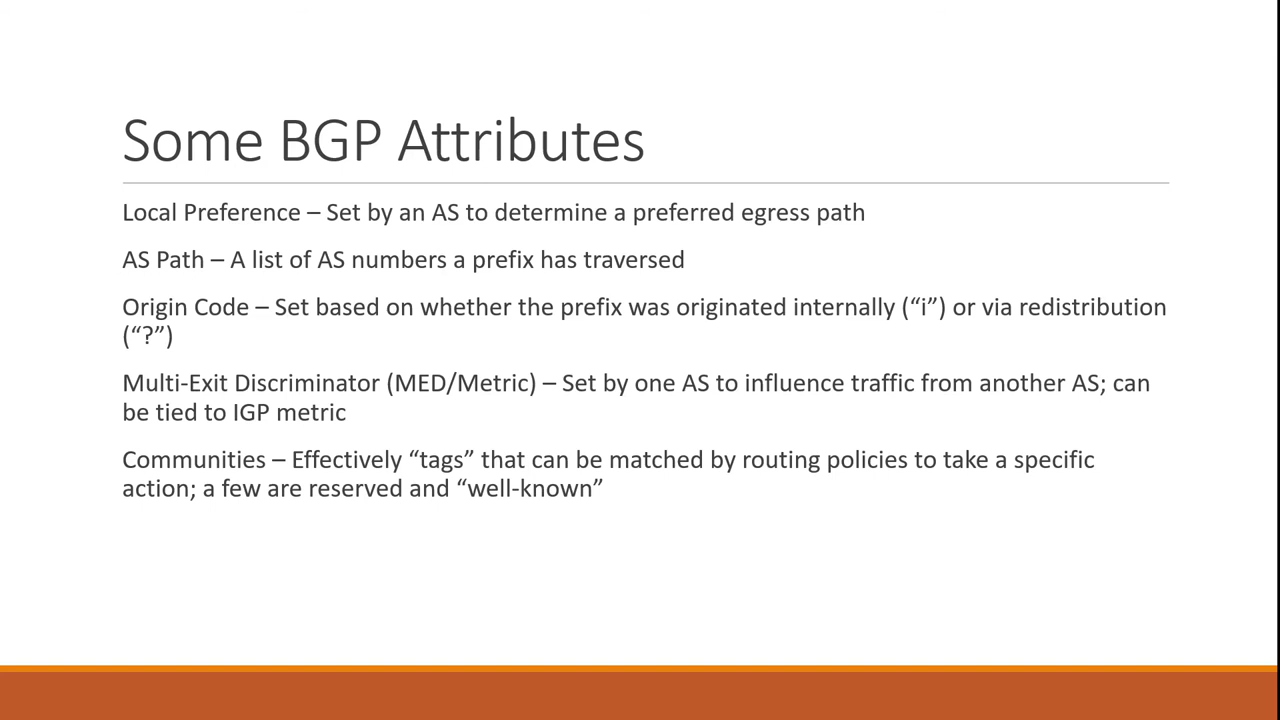 Some BGP Attributes
Local Preference – Set by an AS to determine a preferred egress path
AS Path – A list of AS numbers a prefix has traversed
Origin Code – Set based on whether the prefix was originated internally (“i”) or via redistribution
(“?”)
Multi-Exit Discriminator (MED/Metric) – Set by one AS to influence traffic from another AS; can
be tied to IGP metric
Communities – Effectively “tags” that can be matched by routing policies to take a specific
action; a few are reserved and “well-known”